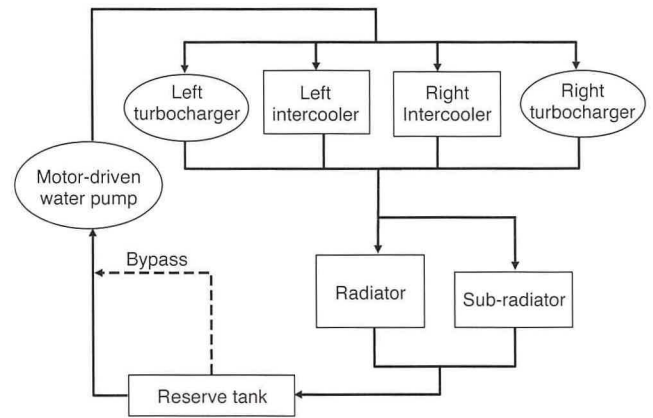 Left
turbocharger
Left
intercooler
Right
Intercooler
Right
turbocharger
Motor-driven
water pump
Bypass
Radiator
Sub-radiator
Reserve tank